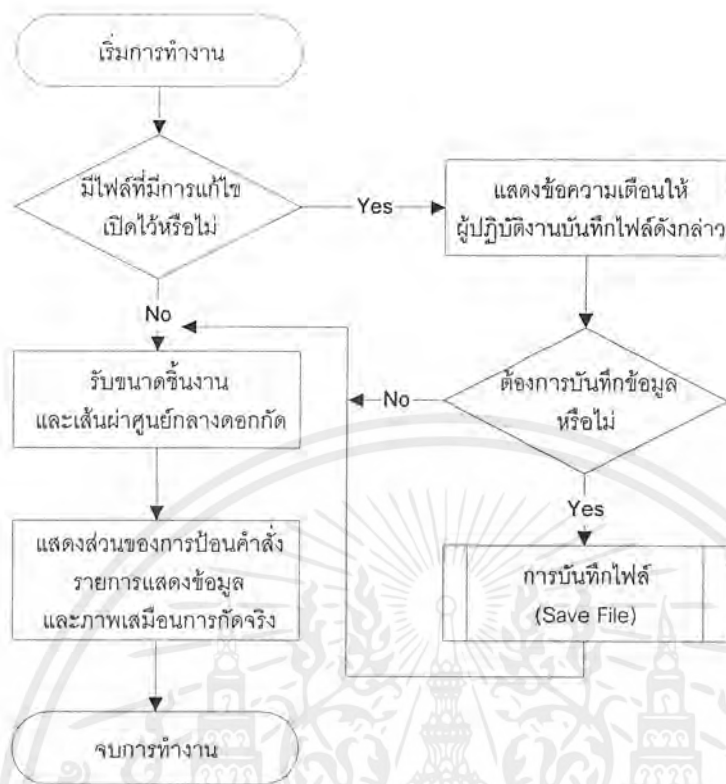 เริ่มการทำงาน
มีไฟล์ที่มีการแก้ไข
เปิดไว้หรือไม่
Yes
แสดงข้อความเตือนให้
ผู้ปฏิบัติงานบันทึกไฟล์ดังกล่าว
No
ต้องการบันทึกข้อมูล
หรือไม่
No
รับขนาดชิ้นงาน
และเส้นผ่าศูนย์กลางดอกกัด
Yes
แสดงส่วนของการป้อนคำสั่ง
รายการแสดงข้อมูล
และภาพเสมือนการกัดจริง
การบันทึกไฟล์
(Save File)
จบการทำงาน